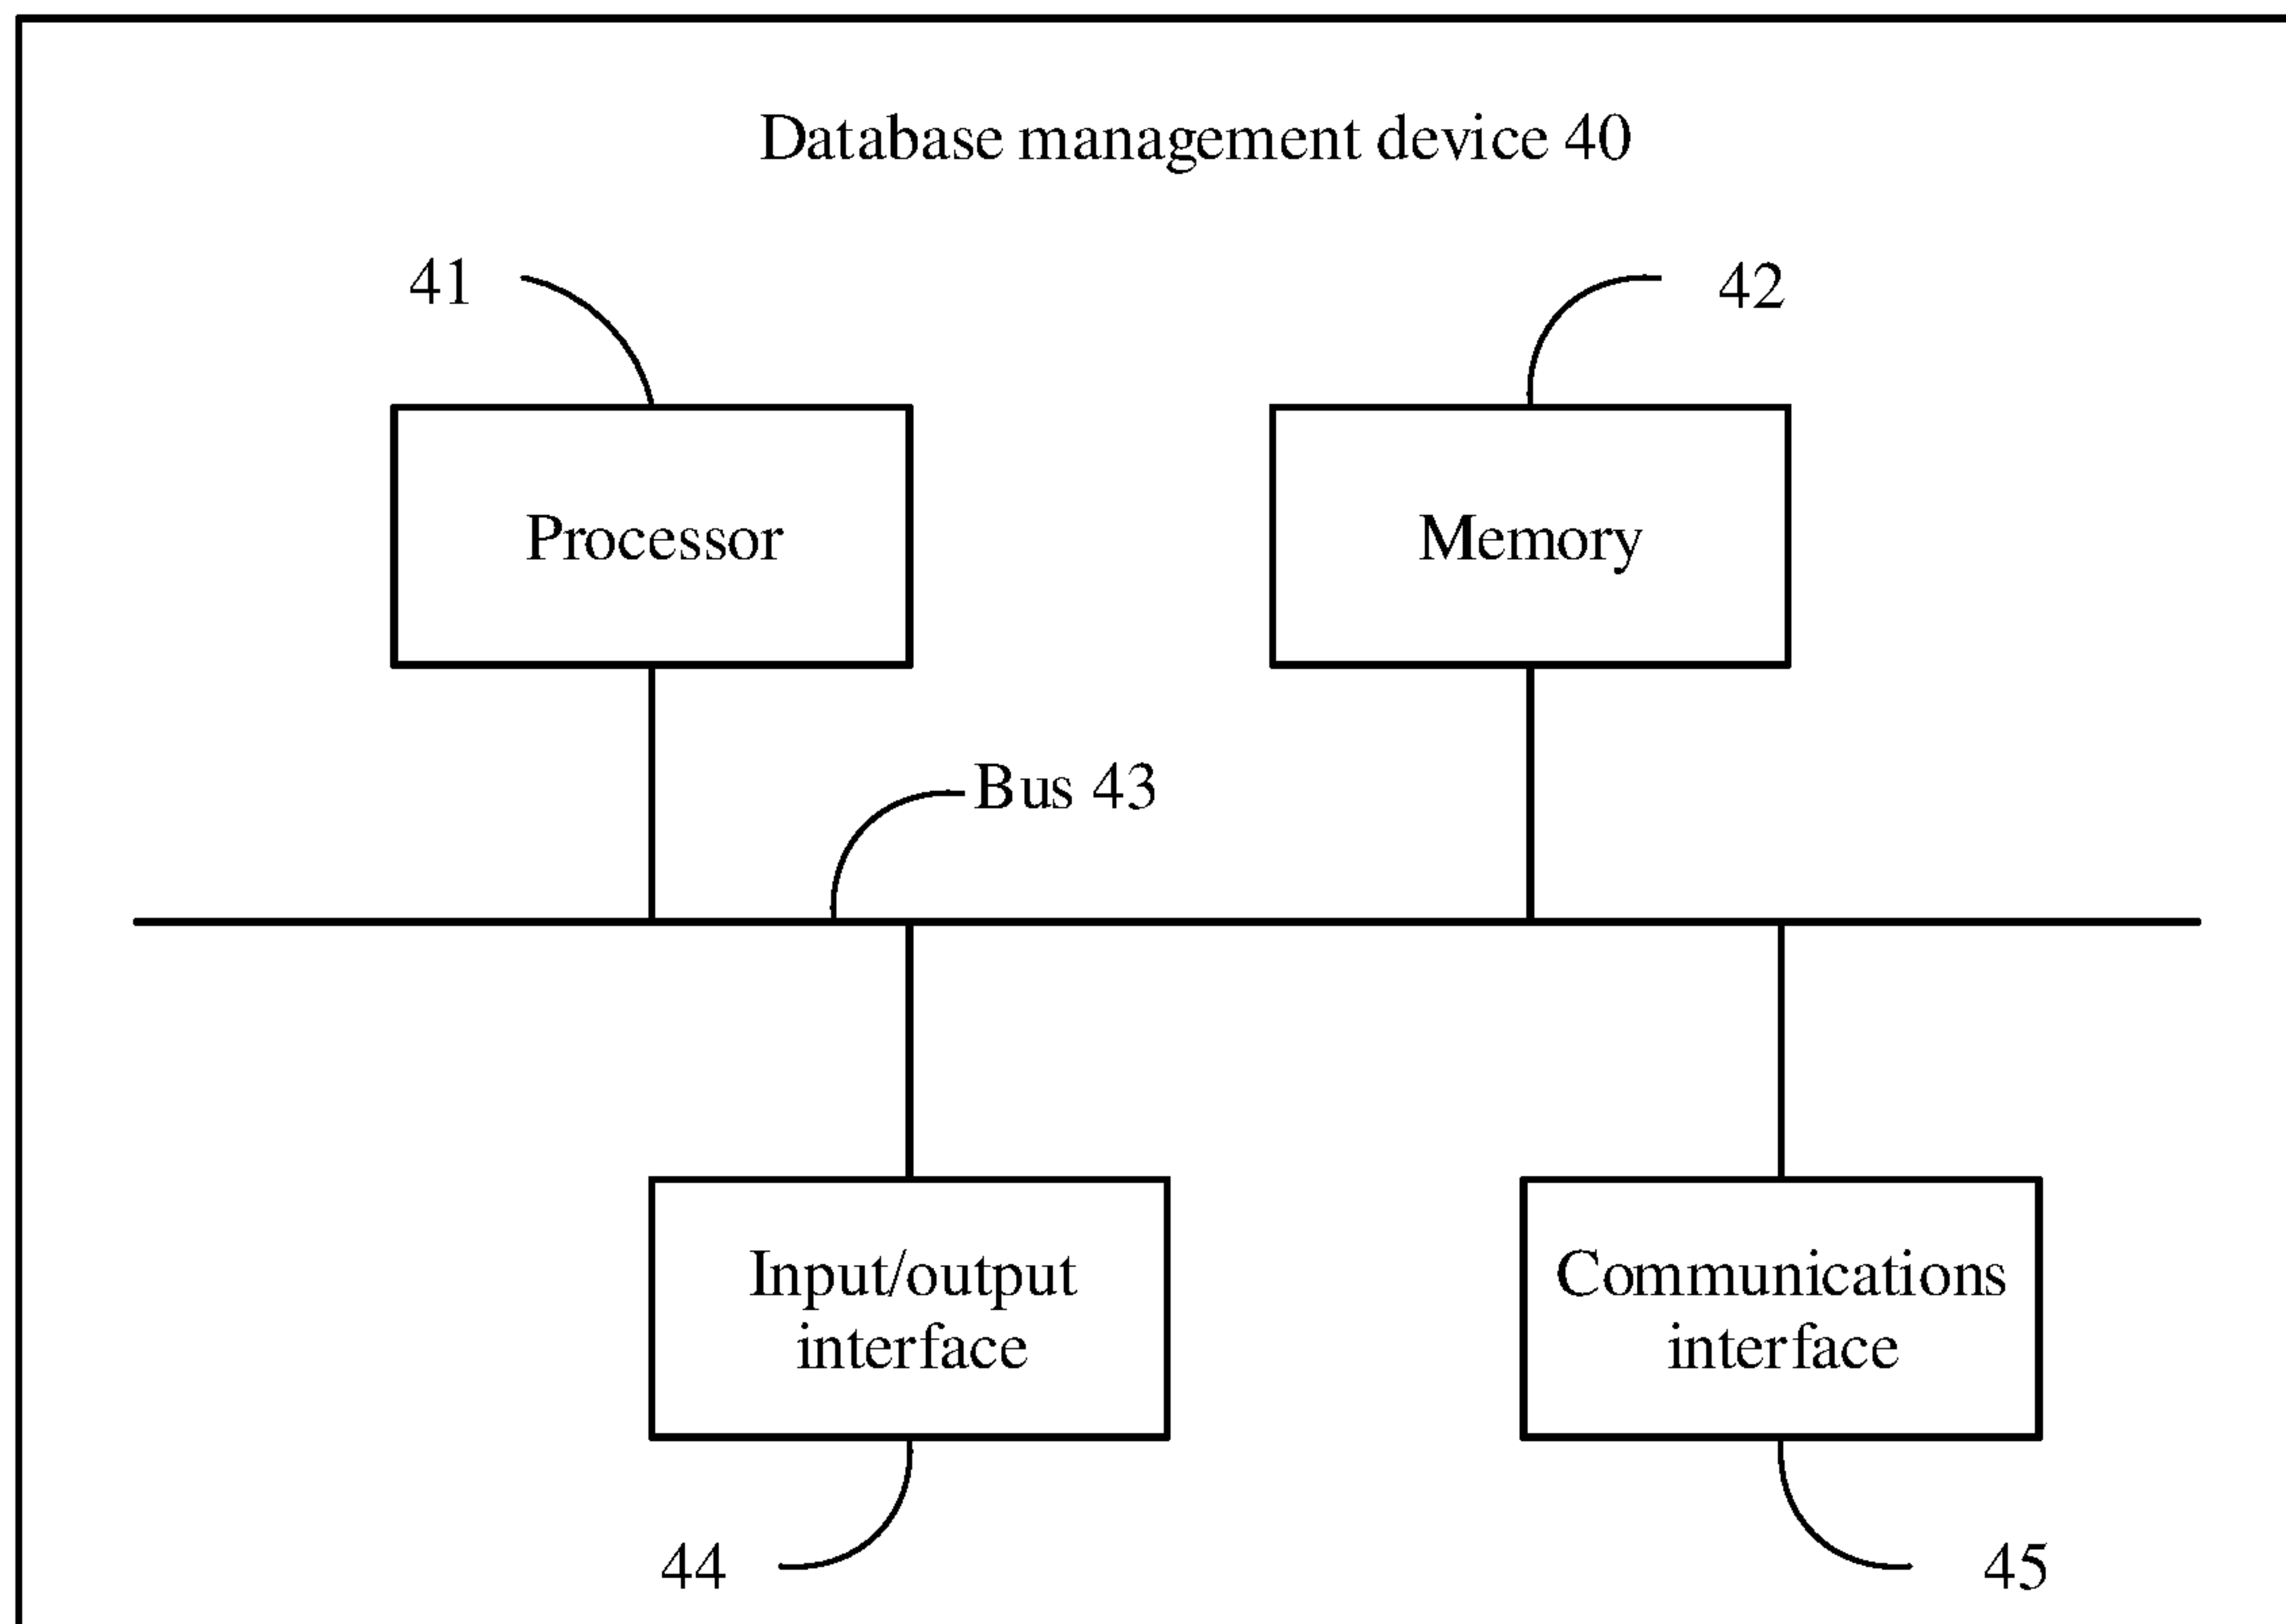 Database management device 40
41
42
Processor
Memory
Bus 43
Input/output
interface
Communications
interface
44
45